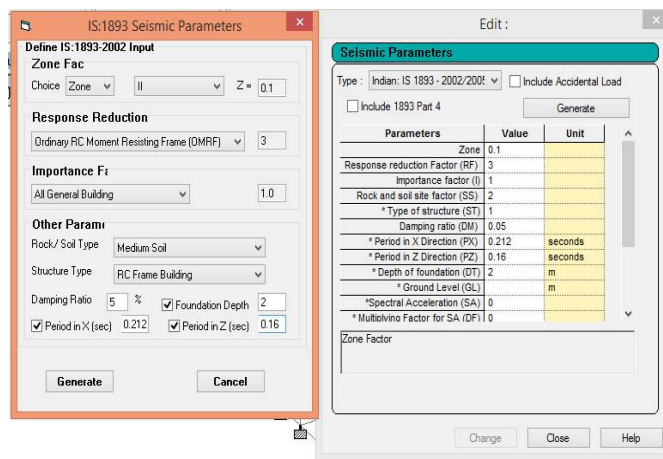 IS:1893 Seismic Parameters
Define IS:1893-2002 Input
Zone Fac
Choice Zone II Z = 0.1
Response Reduction
Ordinary RC Moment Resisting Frame (OMRF) 3
Importance Fa
All General Building 1.0
Other Parame
Rock/ Soil Type Medium Soil
Structure Type RC Frame Building
Damping Ratio 5 % Foundation Depth 2
Period in X (sec) 0.212 Period in Z (sec) 0.16
Generate Cancel
Edit :
Seismic Parameters
Type : Indian: IS 1893 - 2002/200 Include Accidental Load
Include 1893 Part 4 Generate
Parameters Value Unit
Zone 0.1
Response reduction Factor (RF) 3
Importance factor (I) 1
Rock and soil site factor (SS) 2
* Type of structure (ST) 1
Damping ratio (DM) 0.05
* Period in X Direction (PX) 0.212 seconds
* Period in Z Direction (PZ) 0.16 seconds
* Depth of foundation (DT) 2 m
* Ground Level (GL) m
*Spectral Acceleration (SA) 0
* Multiplying Factor for SA (DF) 0
Zone Factor
Change Close Help